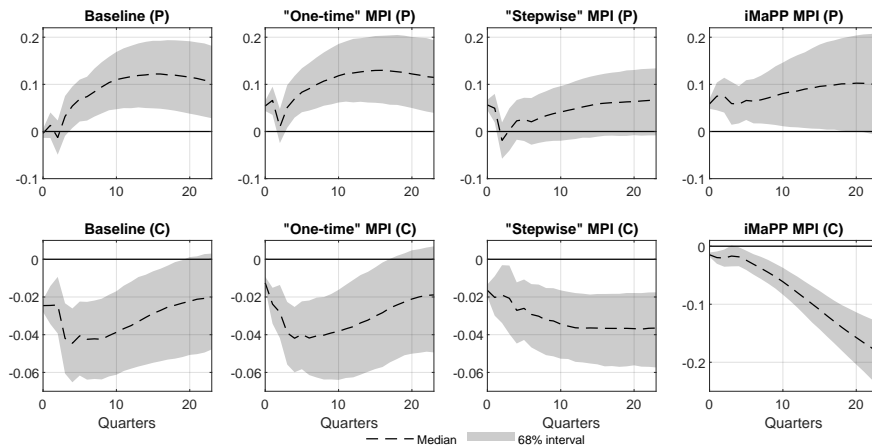 Baseline (P)
"One-time" MPI (P)
"Stepwise" MPI (P)
iMaPP MPI (P)
0.2
0.1
0
-0.1
0 10 20
0.2
0.1
0
-0.1
0 10 20
0.2
0.1
0
-0.1
0 10 20
0.2
0.1
0
-0.1
0 10 20
Baseline (C)
"One-time" MPI (C)
"Stepwise" MPI (C)
iMaPP MPI (C)
0
-0.02
-0.04
-0.06
0 10 20
Quarters
0
-0.02
-0.04
-0.06
0 10 20
Quarters
0
-0.02
-0.04
-0.06
0 10 20
Quarters
0
-0.1
-0.2
0 10 20
Quarters
Median 68% interval